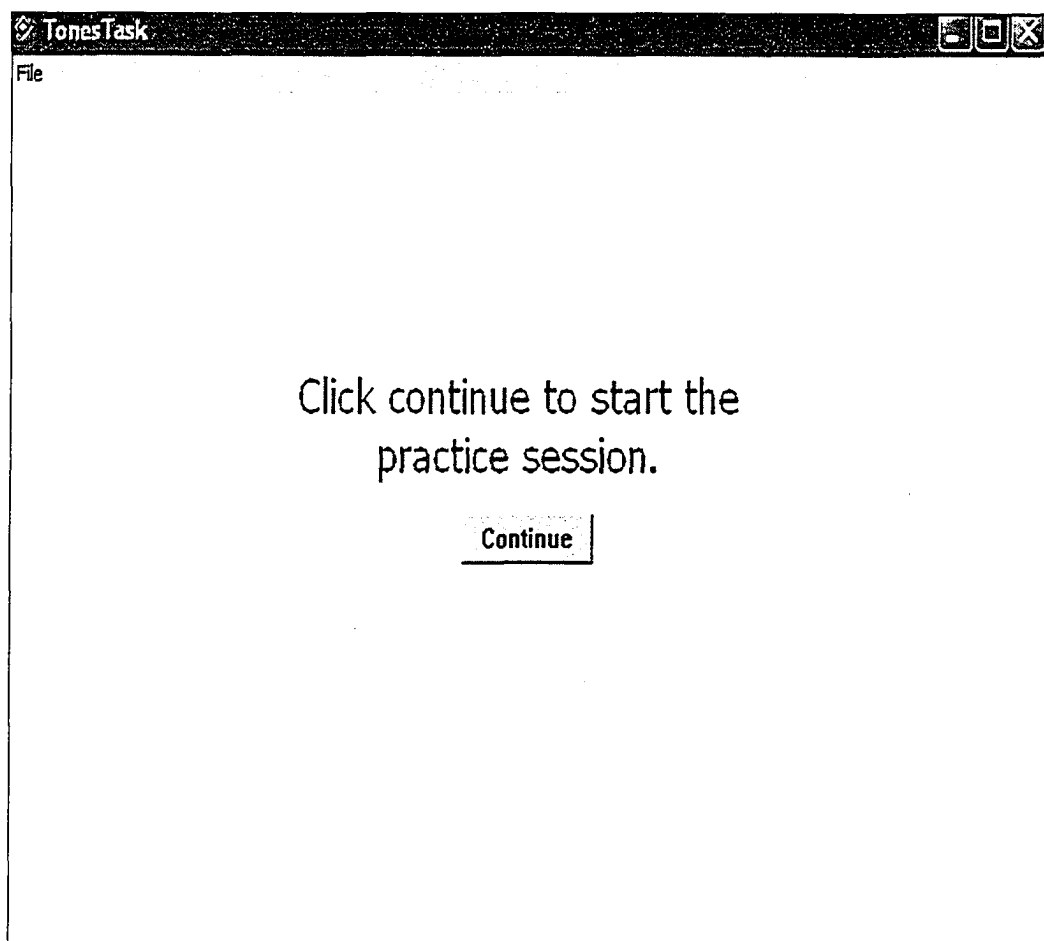 TonesTask
File
Click continue to start the
practice session.
Continue